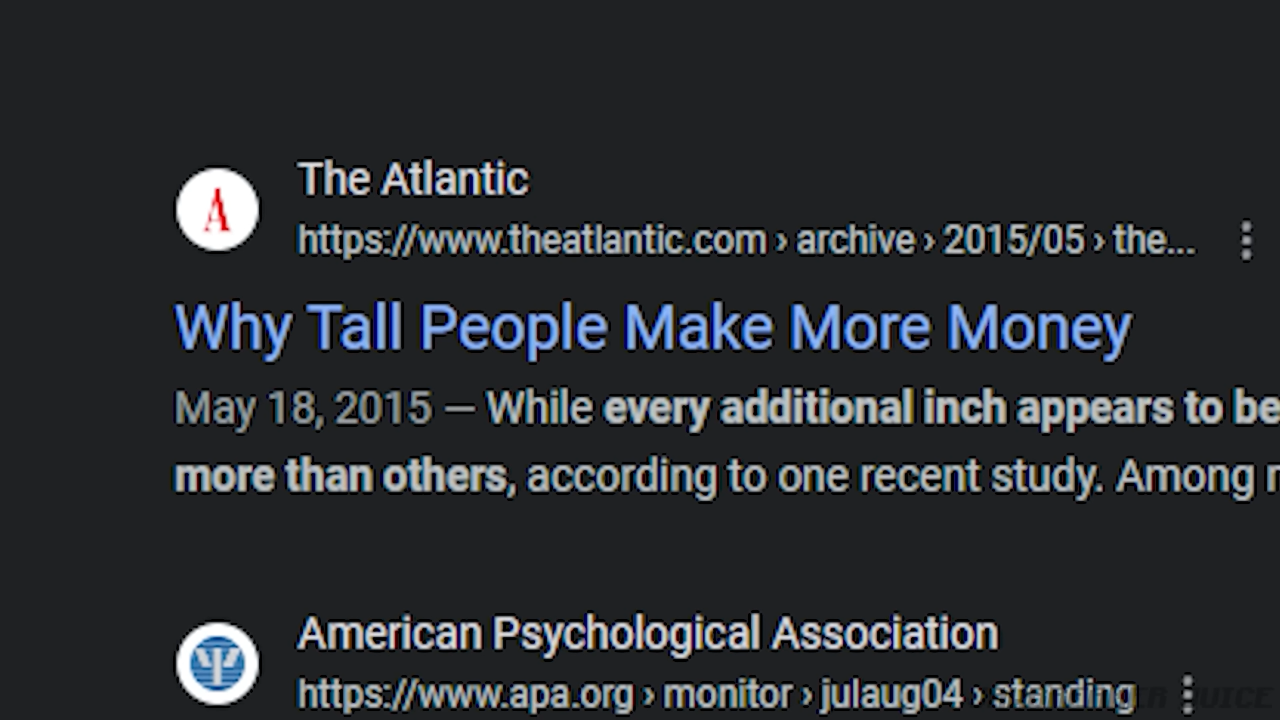 The Atlantic
https://www.theatlantic.com › archive › 2015/05 › the...
Why Tall People Make More Money
May 18, 2015 — While every additional inch appears to be
more than others, according to one recent study. Among
American Psychological Association
https://www.apa.org › monitor › julaug04 › standing